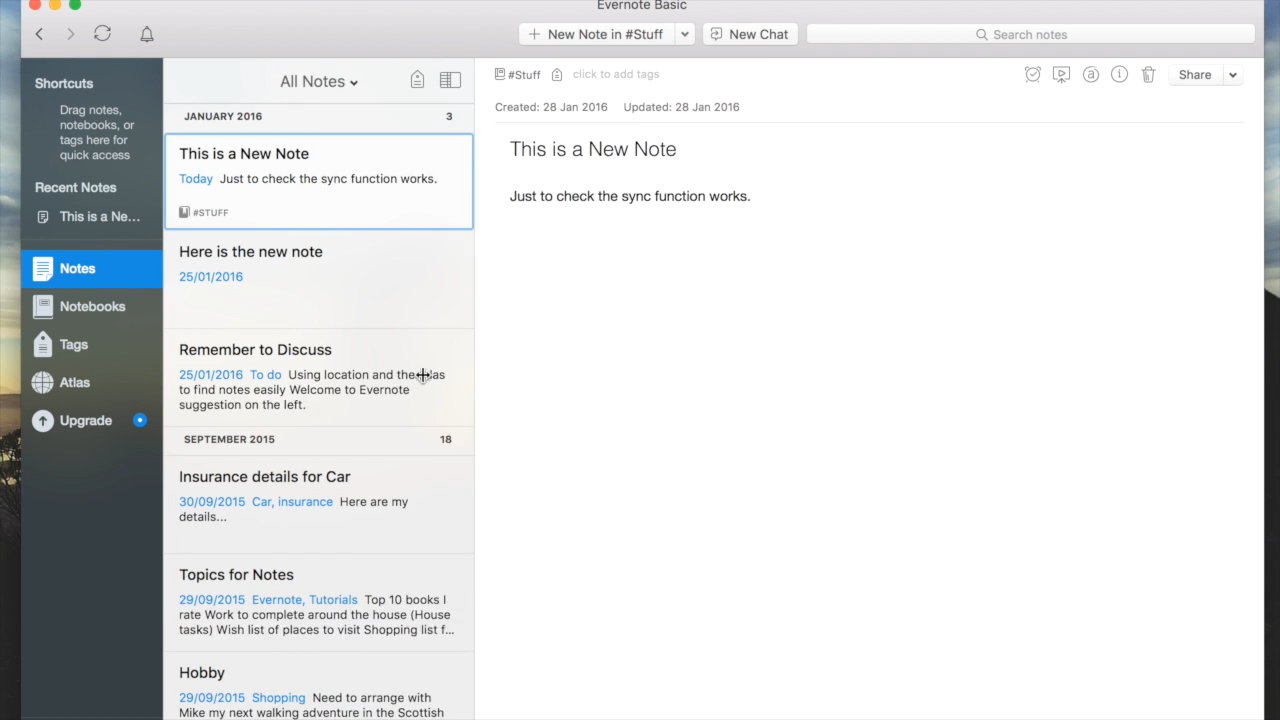 Evernote Basic
New Note in #Stuff
New Chat
Search notes
Shortcuts
Drag notes,
notebooks, or
tags here for
quick access
Recent Notes
This is a Ne...
Notes
Notebooks
Tags
Atlas
Upgrade
All Notes
JANUARY 2016 3
This is a New Note
Today Just to check the sync function works.
#STUFF
Here is the new note
25/01/2016
Remember to Discuss
25/01/2016 To do Using location and the
to find notes easily Welcome to Evernote
suggestion on the left.
SEPTEMBER 2015 18
Insurance details for Car
30/09/2015 Car, insurance Here are my
details...
Topics for Notes
29/09/2015 Evernote, Tutorials Top 10 books I
rate Work to complete around the house (House
tasks) Wish list of places to visit Shopping list f...
Hobby
29/09/2015 Shopping Need to arrange with
Mike my next walking adventure in the Scottish
#Stuff click to add tags
Share
Created: 28 Jan 2016 Updated: 28 Jan 2016
This is a New Note
Just to check the sync function works.